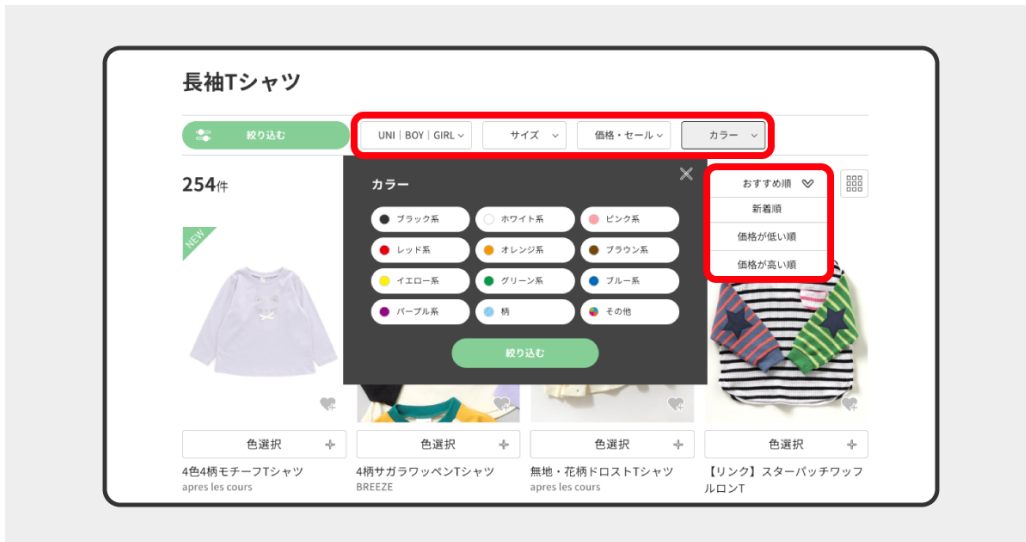 長袖Tシャツ
絞り込む
UNI | BOY | GIRL
サイズ
価格・セール
カラー
254件
カラー
おすすめ順
新着順
価格が低い順
価格が高い順
ブラック系
ホワイト系
ピンク系
レッド系
オレンジ系
ブラウン系
イエロー系
グリーン系
ブルー系
パープル系
柄
その他
絞り込む
NEW
色選択
色選択
色選択
色選択
4色4柄モチーフTシャツ
apres les cours
4柄サガラワッペンTシャツ
BREEZE
無地・花柄ドロストTシャツ
apres les cours
【リンク】スターパッチワッフ
ルロンT